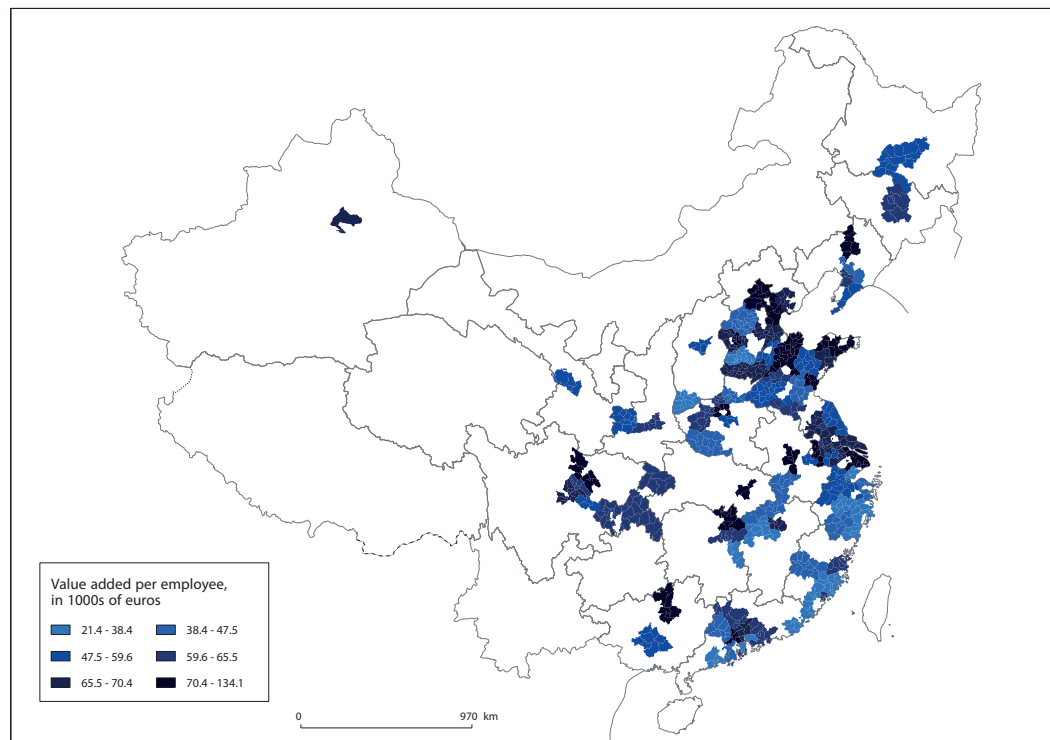 Value added per employee,
in 1000s of euros
21.4 - 38.4
38.4 - 47.5
47.5 - 59.6
59.6 - 65.5
65.5 - 70.4
70.4 - 134.1
0
970 km